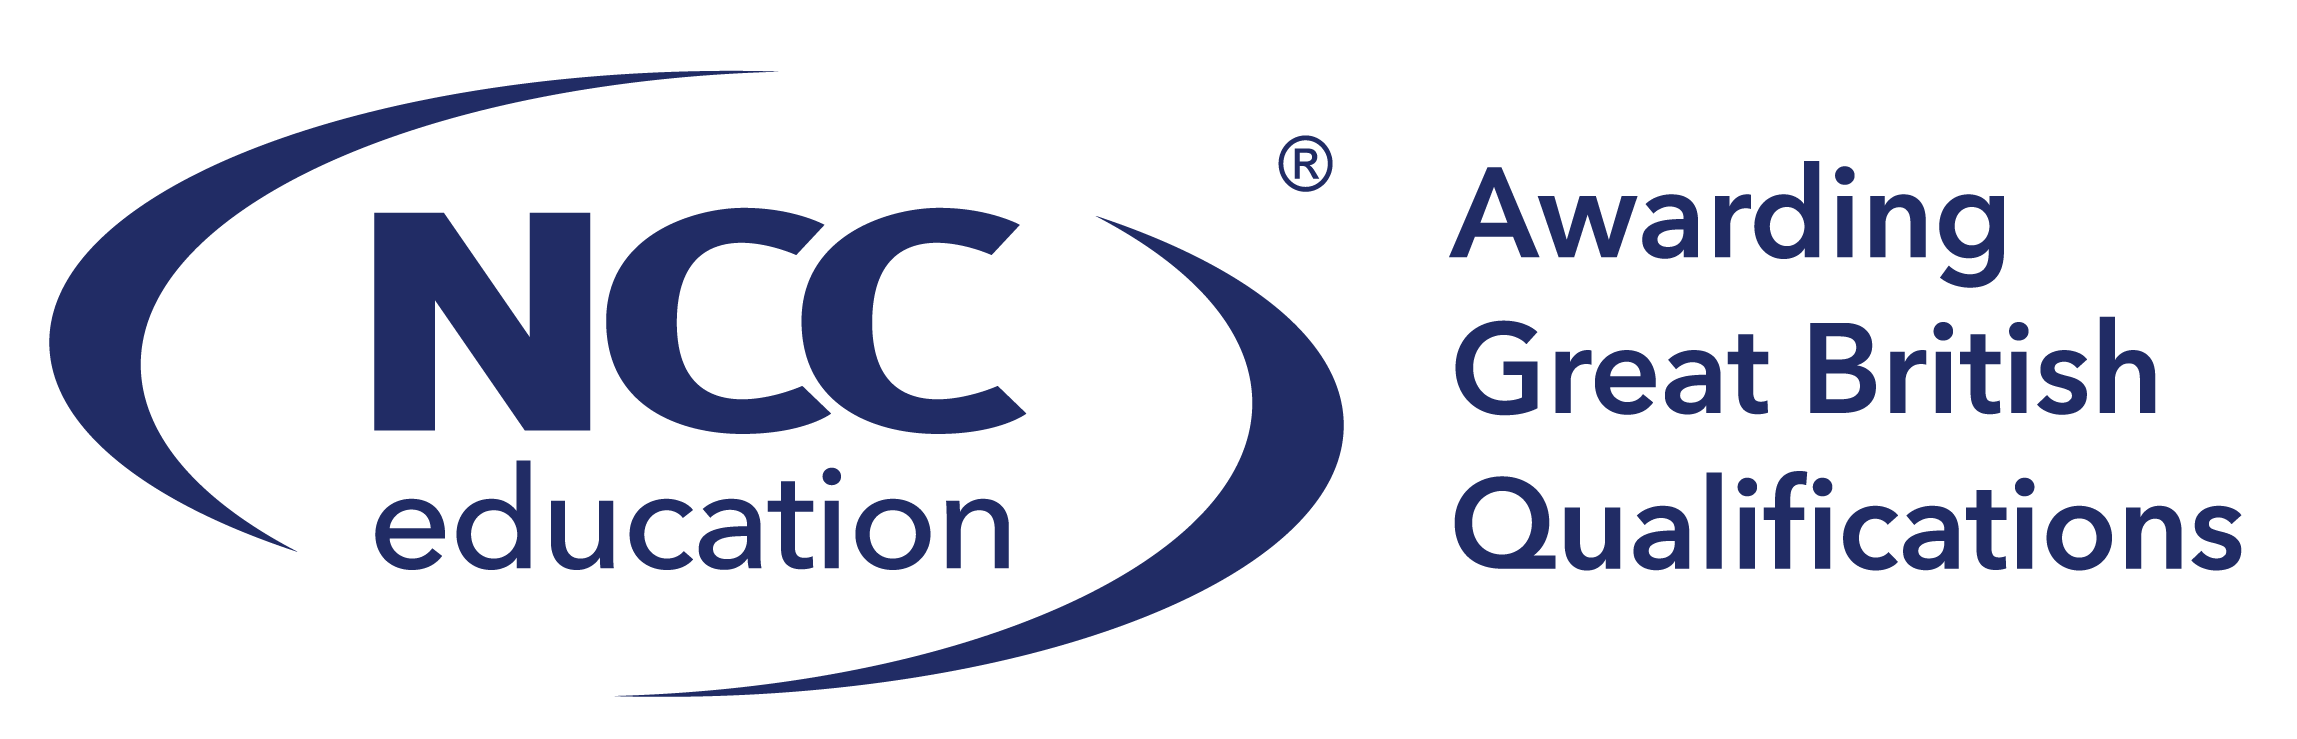 NCC
education
®
Awarding
Great British
Qualifications